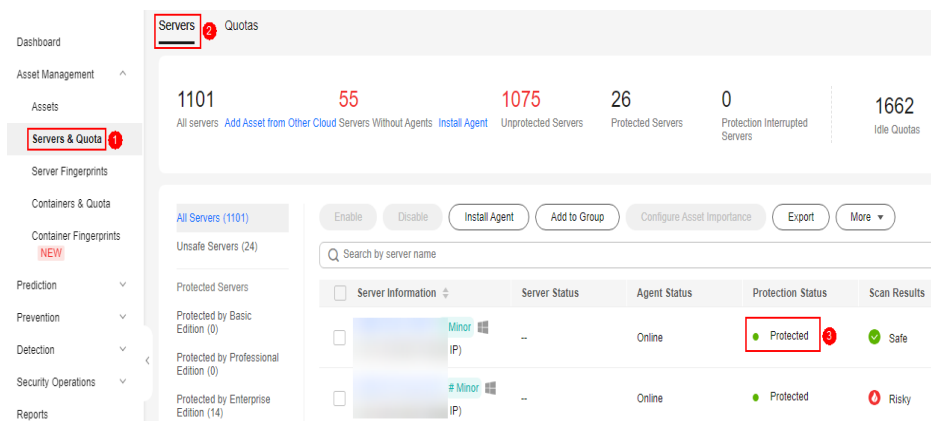 Dashboard
Asset Management
Assets
Servers & Quota 1
Server Fingerprints
Containers & Quota
Container Fingerprints
NEW
Prediction
Prevention
Detection
Security Operations
Reports
Servers 2 Quotas
1101
All servers Add Asset from Other Cloud
55
Servers Without Agents Install Agent
1075
Unprotected Servers
26
Protected Servers
0
Protection Interrupted
Servers
1662
Idle Quotas
All Servers (1101)
Unsafe Servers (24)
Protected Servers
Protected by Basic
Edition (0)
Protected by Professional
Edition (0)
Protected by Enterprise
Edition (14)
Enable Disable Install Agent Add to Group Configure Asset Importance Export More
Search by server name
Server Information Server Status Agent Status Protection Status Scan Results
Minor
IP)
-- Online Protected 3 Safe
# Minor
IP)
-- Online Protected Risky